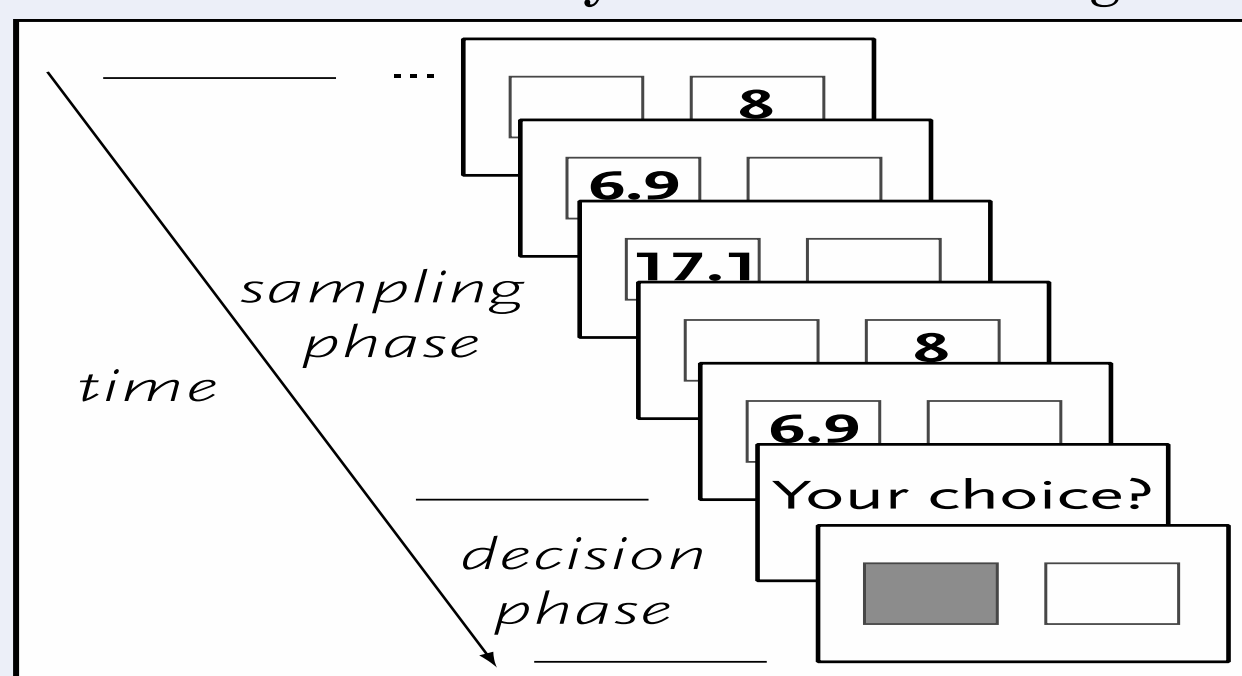 8
6.9
17.1
sampling
phase
8
time
6.9
Your choice?
decision
phase